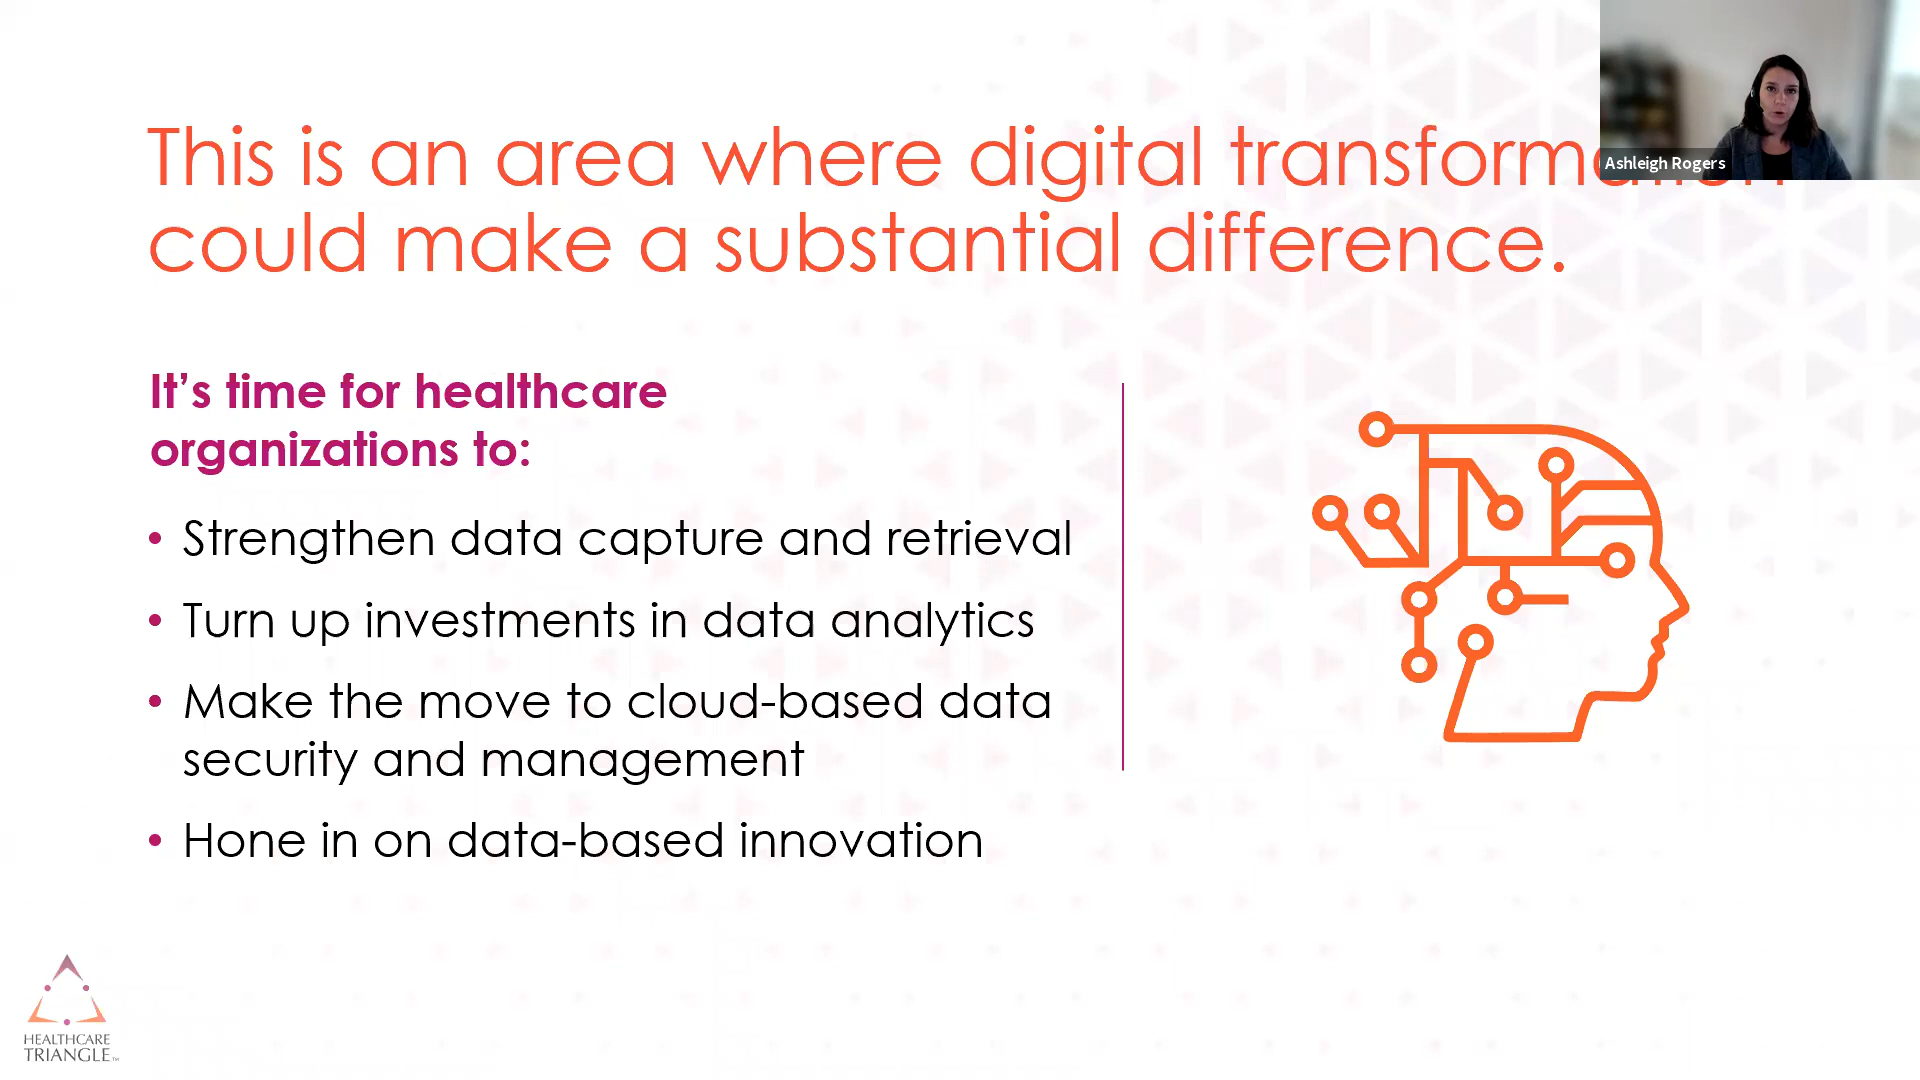 This is an area where digital transformation
could make a substantial difference.
Ashleigh Rogers
It's time for healthcare
organizations to:
• Strengthen data capture and retrieval
• Turn up investments in data analytics
• Make the move to cloud-based data
security and management
• Hone in on data-based innovation
HEALTHCARE
TRIANGLE™